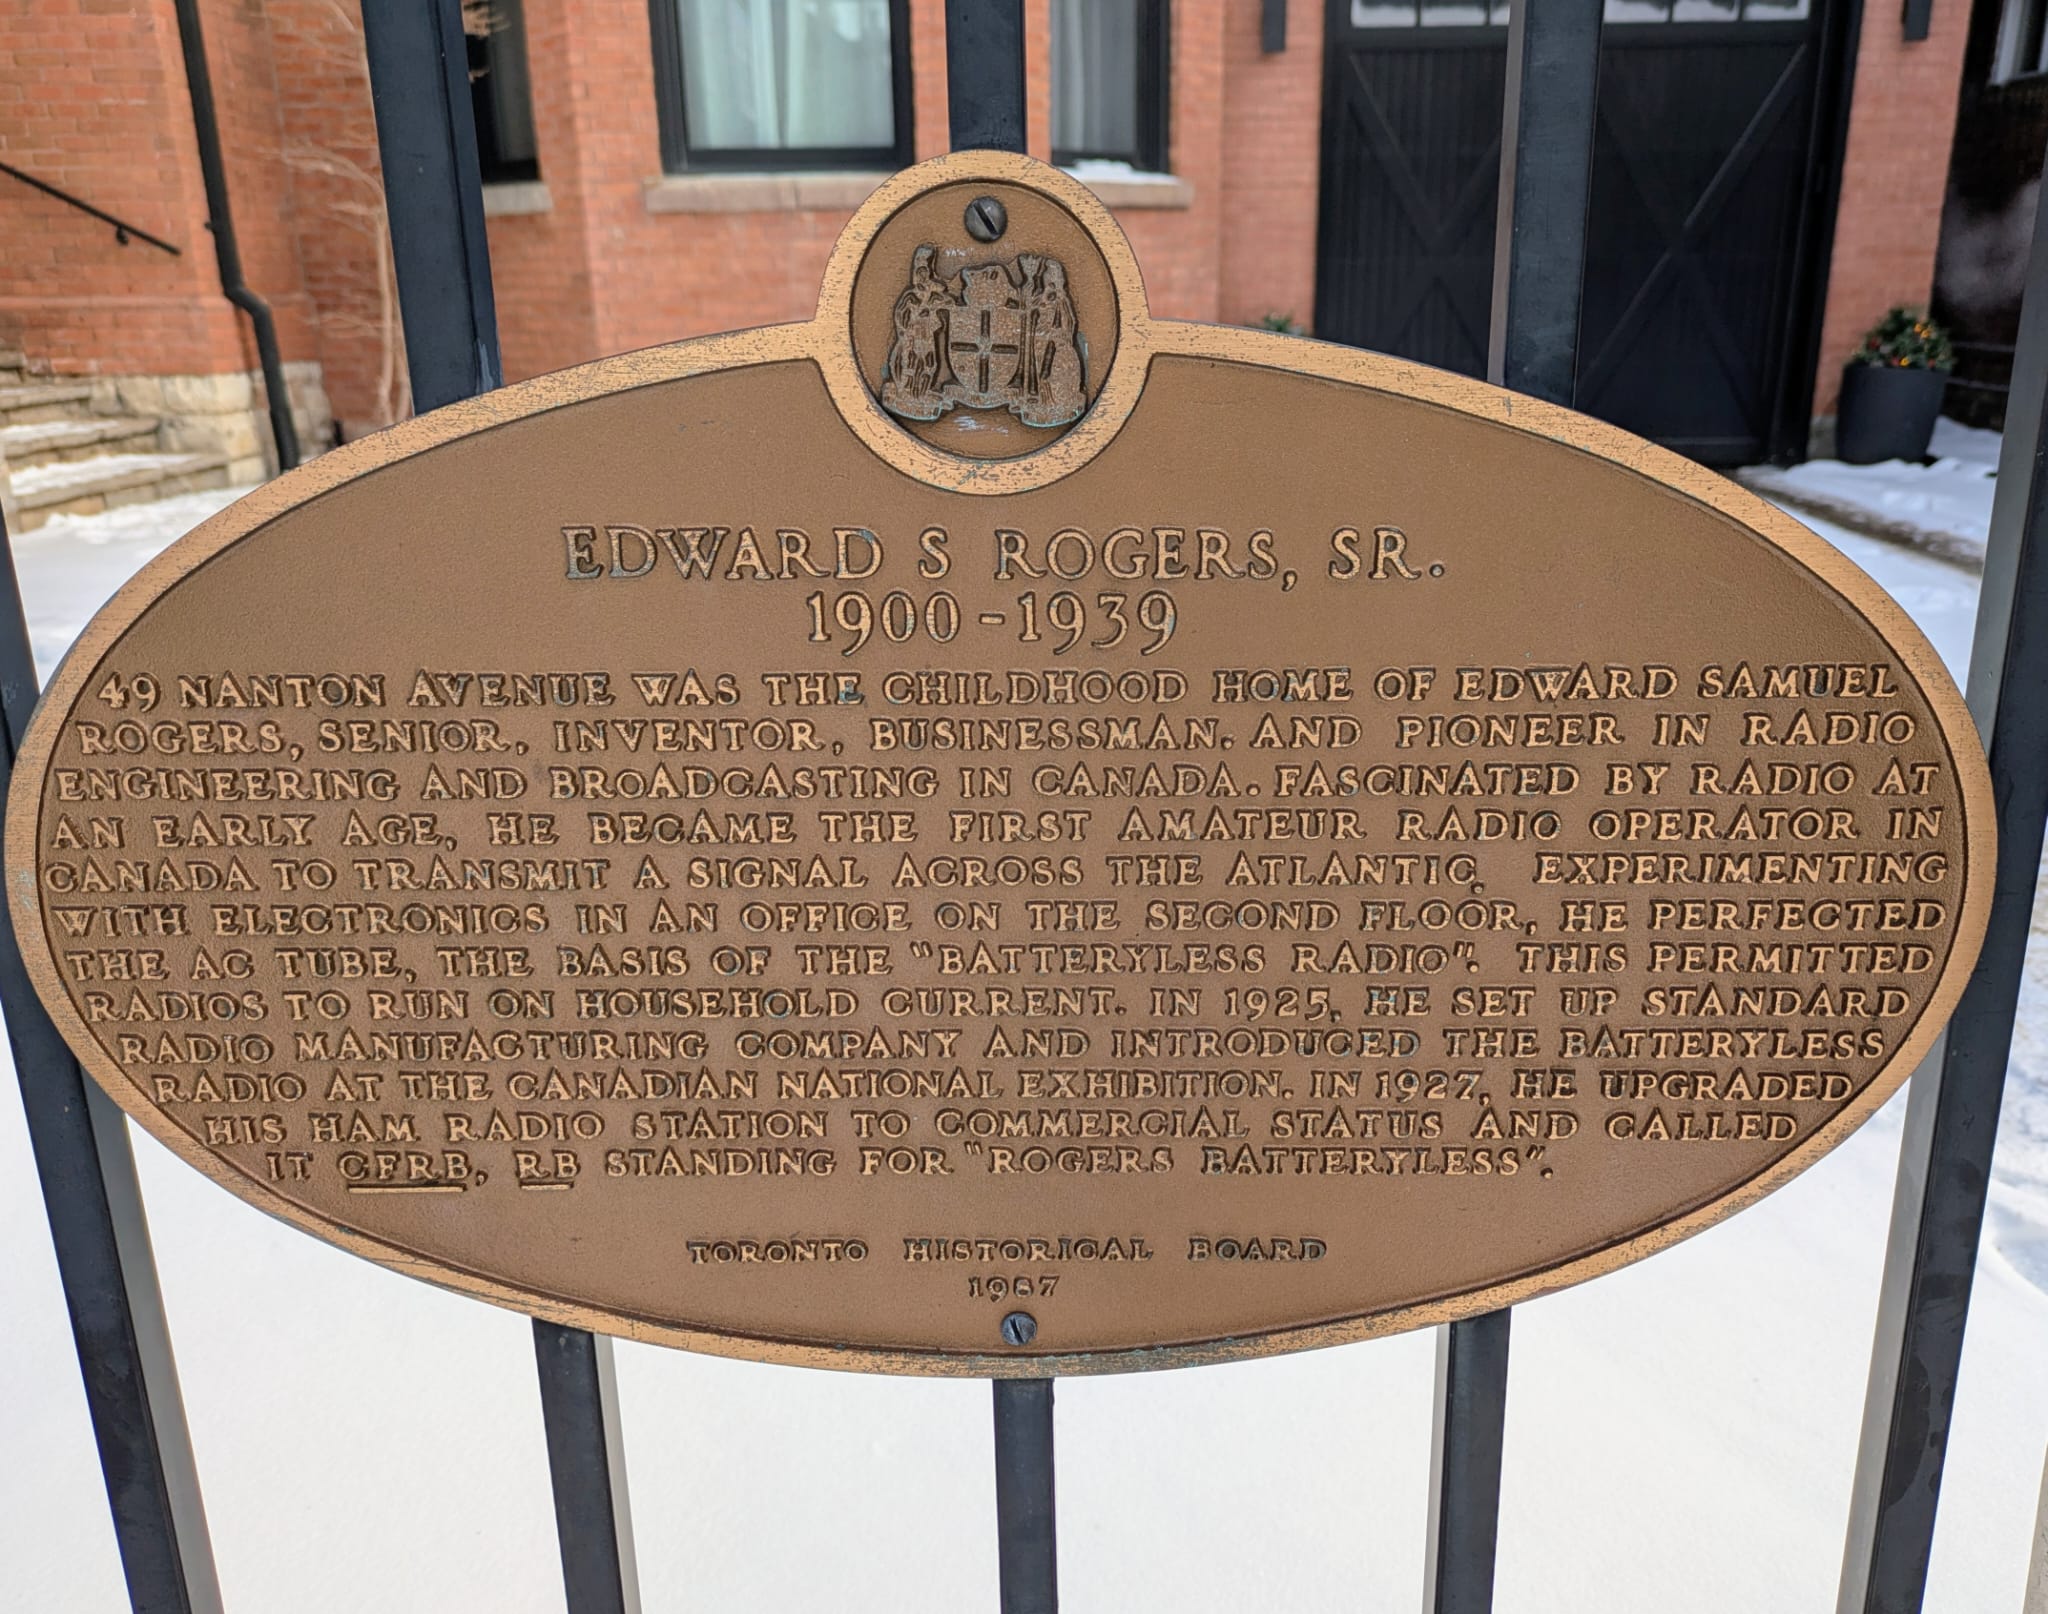 EDWARD S ROGERS, SR.
1900-1939
49 NANTON AVENUE WAS THE CHILDHOOD HOME OF EDWARD SAMUEL
ROGERS, SENIOR, INVENTOR, BUSINESSMAN. AND PIONEER IN RADIO
ENGINEERING AND BROADCASTING IN CANADA. FASCINATED BY RADIO AT
AN EARLY AGE, HE BECAME THE FIRST AMATEUR RADIO OPERATOR IN
CANADA TO TRANSMIT A SIGNAL ACROSS THE ATLANTIC. EXPERIMENTING
WITH ELECTRONICS IN AN OFFICE ON THE SECOND FLOOR, HE PERFECTED
THE AC TUBE, THE BASIS OF THE "BATTERYLESS RADIO". THIS PERMITTED
RADIOS TO RUN ON HOUSEHOLD CURRENT. IN 1925, HE SET UP STANDARD
RADIO MANUFACTURING COMPANY AND INTRODUCED THE BATTERYLESS
RADIO AT THE CANADIAN NATIONAL EXHIBITION. IN 1927, HE UPGRADED
HIS HAM RADIO STATION TO COMMERCIAL STATUS AND CALLED
IT CFRB, RB STANDING FOR "ROGERS BATTERYLESS".
TORONTO HISTORICAL BOARD
1987